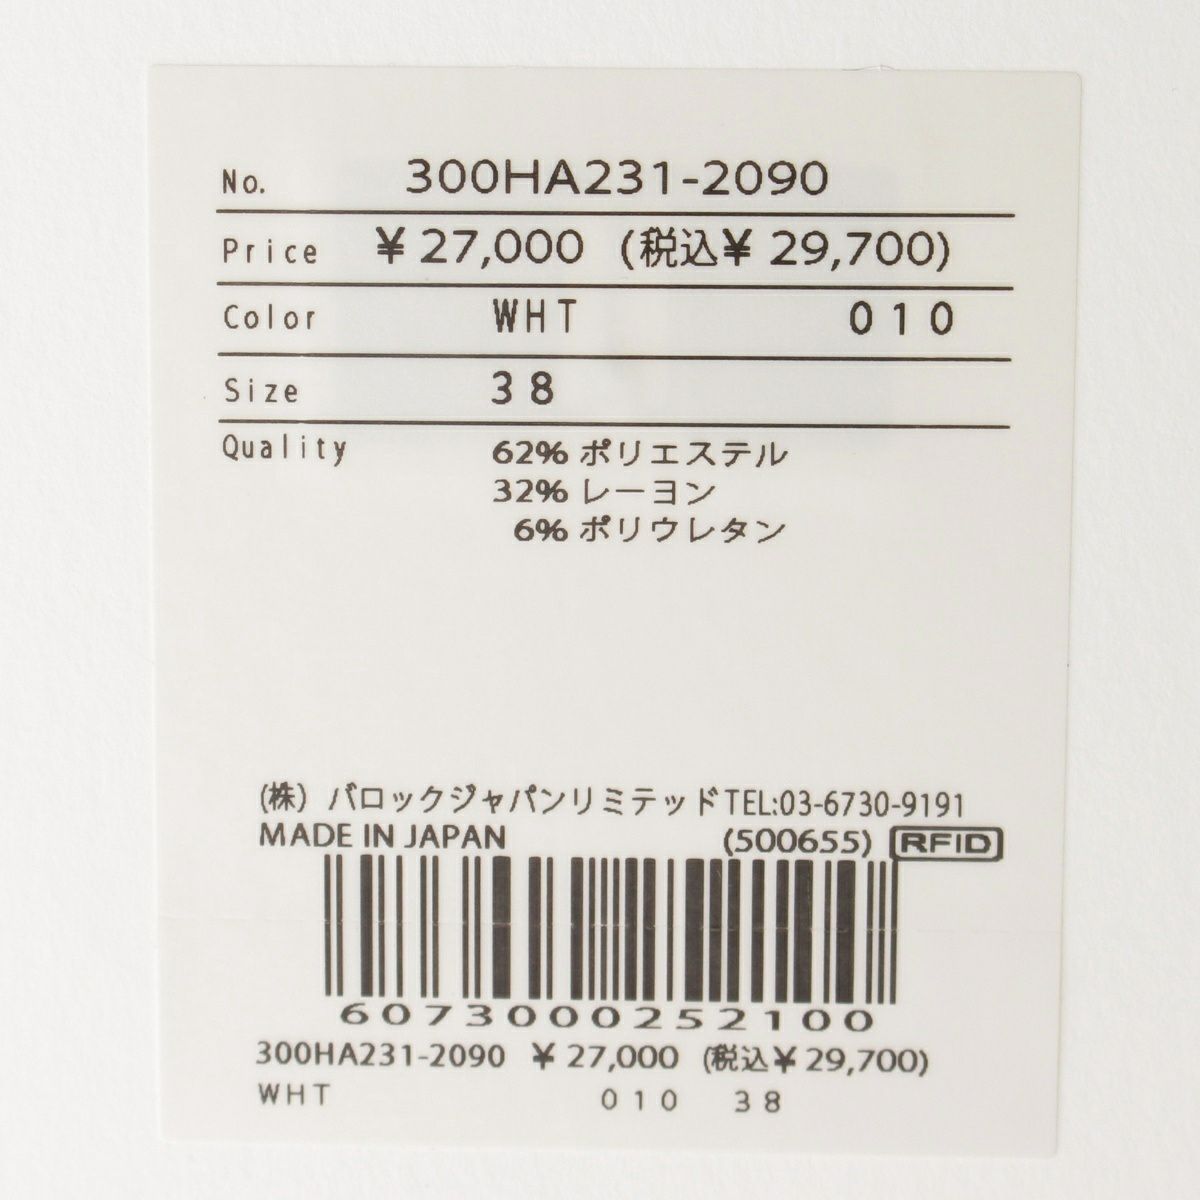 No. 300HA231-2090
Price ¥ 27,000 (税込¥ 29,700)
Color WHT 010
Size 38
Quality 62% ポリエステル
32% レーヨン
6% ポリウレタン
(株) バロックジャパンリミテッドTEL:03-6730-9191
MADE IN JAPAN (500655) RFID
6073000252100
300HA231-2090 ¥ 27,000 (税込¥ 29,700)
WHT 010 38